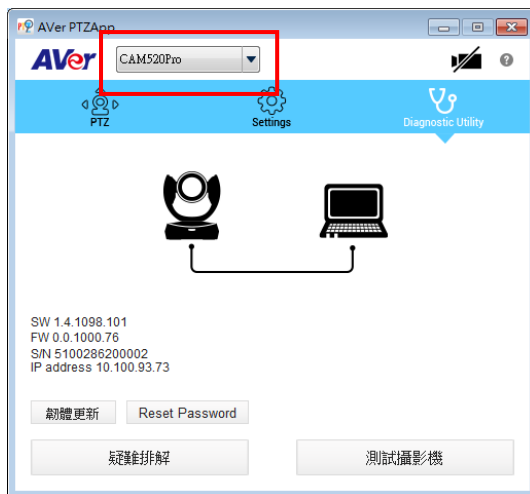 AVer PTZApp
AVer
CAM520Pro
PTZ
Settings
Diagnostic Utility
SW 1.4.1098.101
FW 0.0.1000.76
S/N 5100286200002
IP address 10.100.93.73
韌體更新
Reset Password
疑難排解
測試攝影機